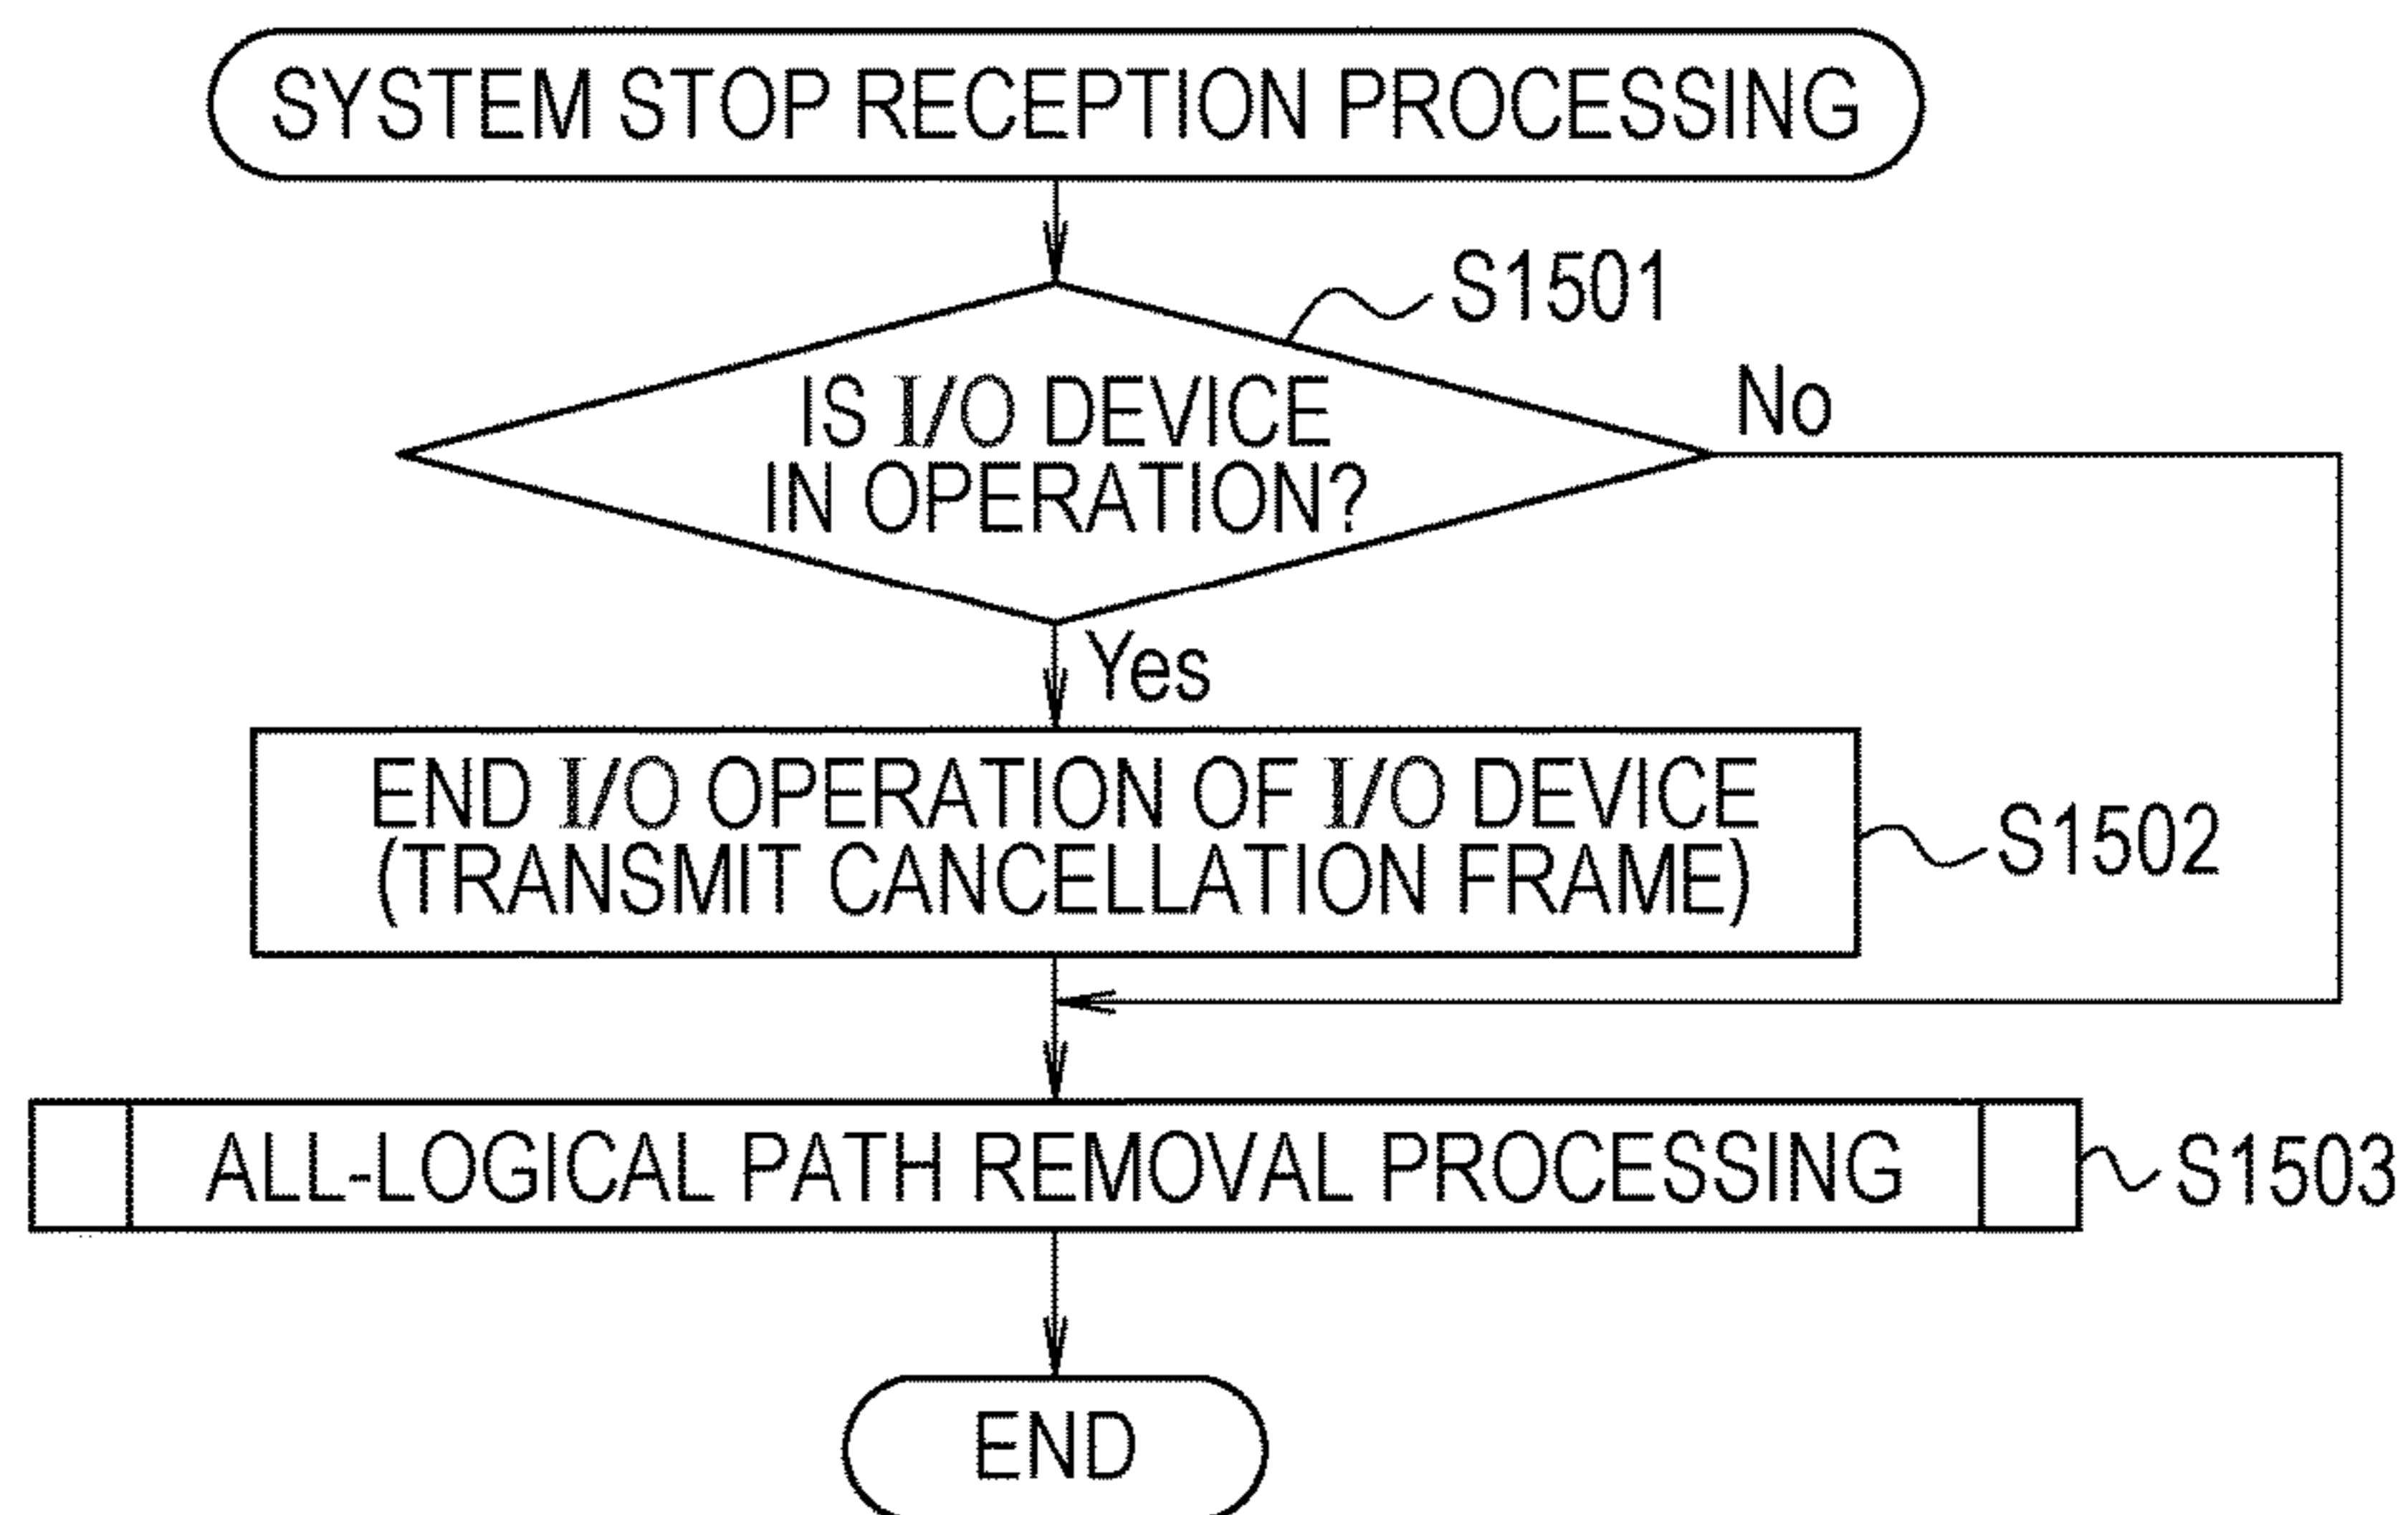 SYSTEM STOP RECEPTION PROCESSING
S1501
IS I/O DEVICE
IN OPERATION?
No
Yes
END I/O OPERATION OF I/O DEVICE
(TRANSMIT CANCELLATION FRAME)
S1502
ALL-LOGICAL PATH REMOVAL PROCESSING
S1503
END